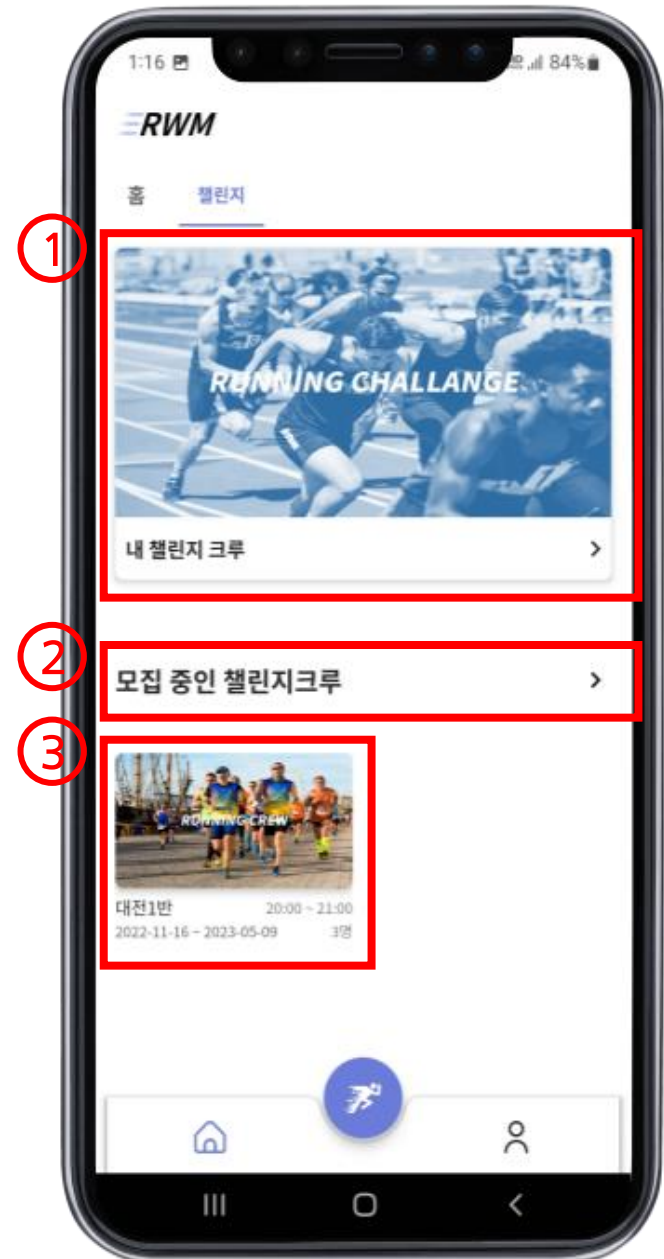 1:16 84%
RWM
홈 챌린지
1
RUNNING CHALLANGE
내 챌린지 크루
2
모집 중인 챌린지크루
3
RUNNING CREW
대전1반 20:00 ~ 21:00
2022-11-16 ~ 2023-05-09 3명